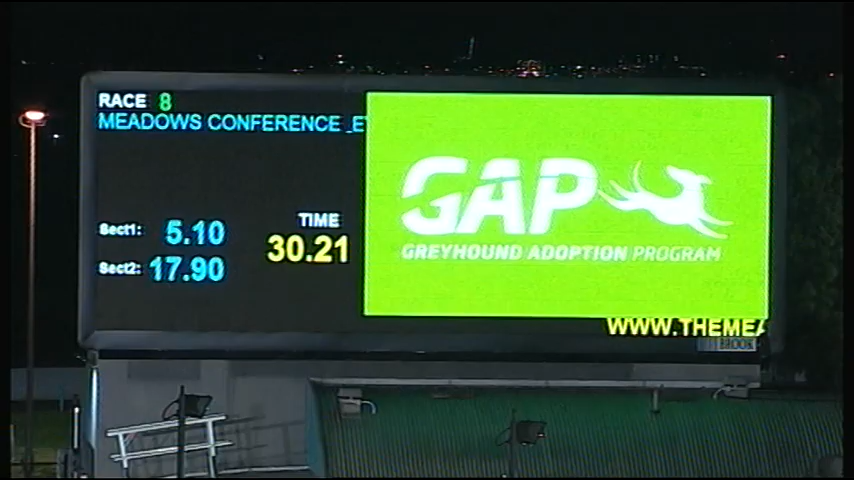 RACE 8
MEADOWS CONFERENCE
Sect1: 5.10
Sect2: 17.90
TIME
30.21
GAP
GREYHOUND ADOPTION PROGRAM
WWW.THEMEA
BROOK